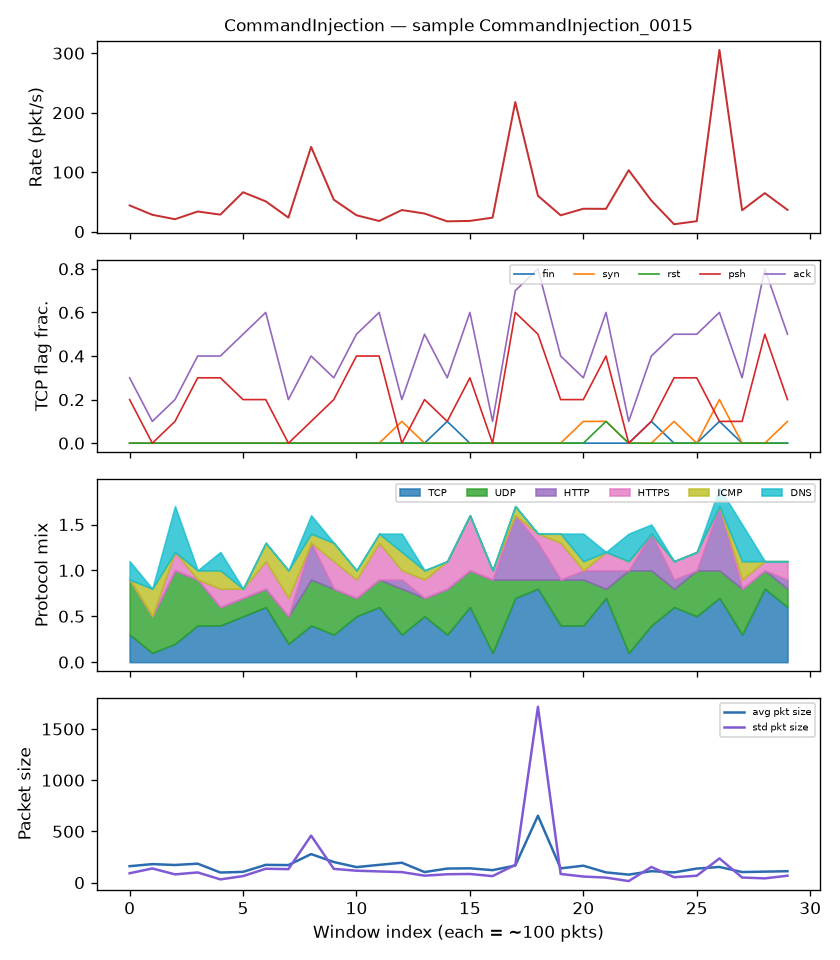 CommandInjection — sample CommandInjection_0015
Rate (pkt/s)
300
200
100
0
TCP flag frac.
0.8
0.6
0.4
0.2
0.0
fin syn rst psh ack
Protocol mix
1.5
1.0
0.5
0.0
TCP UDP HTTP HTTPS ICMP DNS
Packet size
1500
1000
500
0
avg pkt size
std pkt size
0 5 10 15 20 25 30
Window index (each = ~100 pkts)